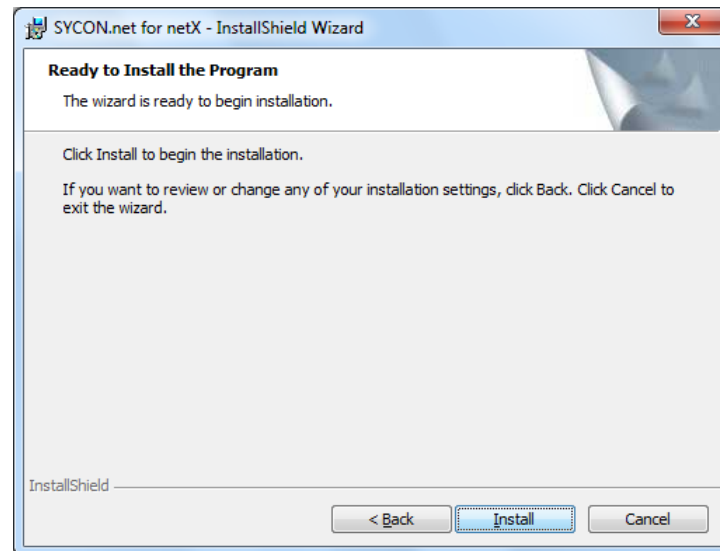 SYCON.net for netX - InstallShield Wizard
Ready to Install the Program
The wizard is ready to begin installation.
Click Install to begin the installation.
If you want to review or change any of your installation settings, click Back. Click Cancel to
exit the wizard.
InstallShield
< Back
Install
Cancel